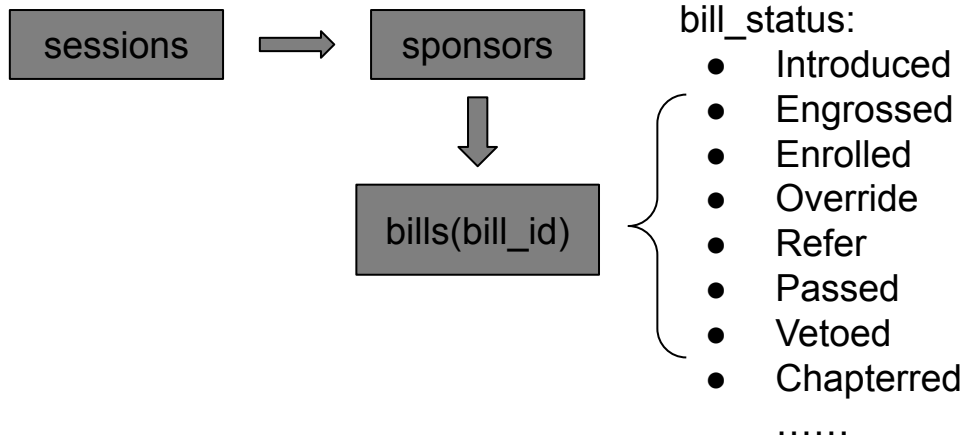 sessions
sponsors
bills(bill_id)
bill_status:
● Introduced
● Engrossed
● Enrolled
● Override
● Refer
● Passed
● Vetoed
● Chapterred
……